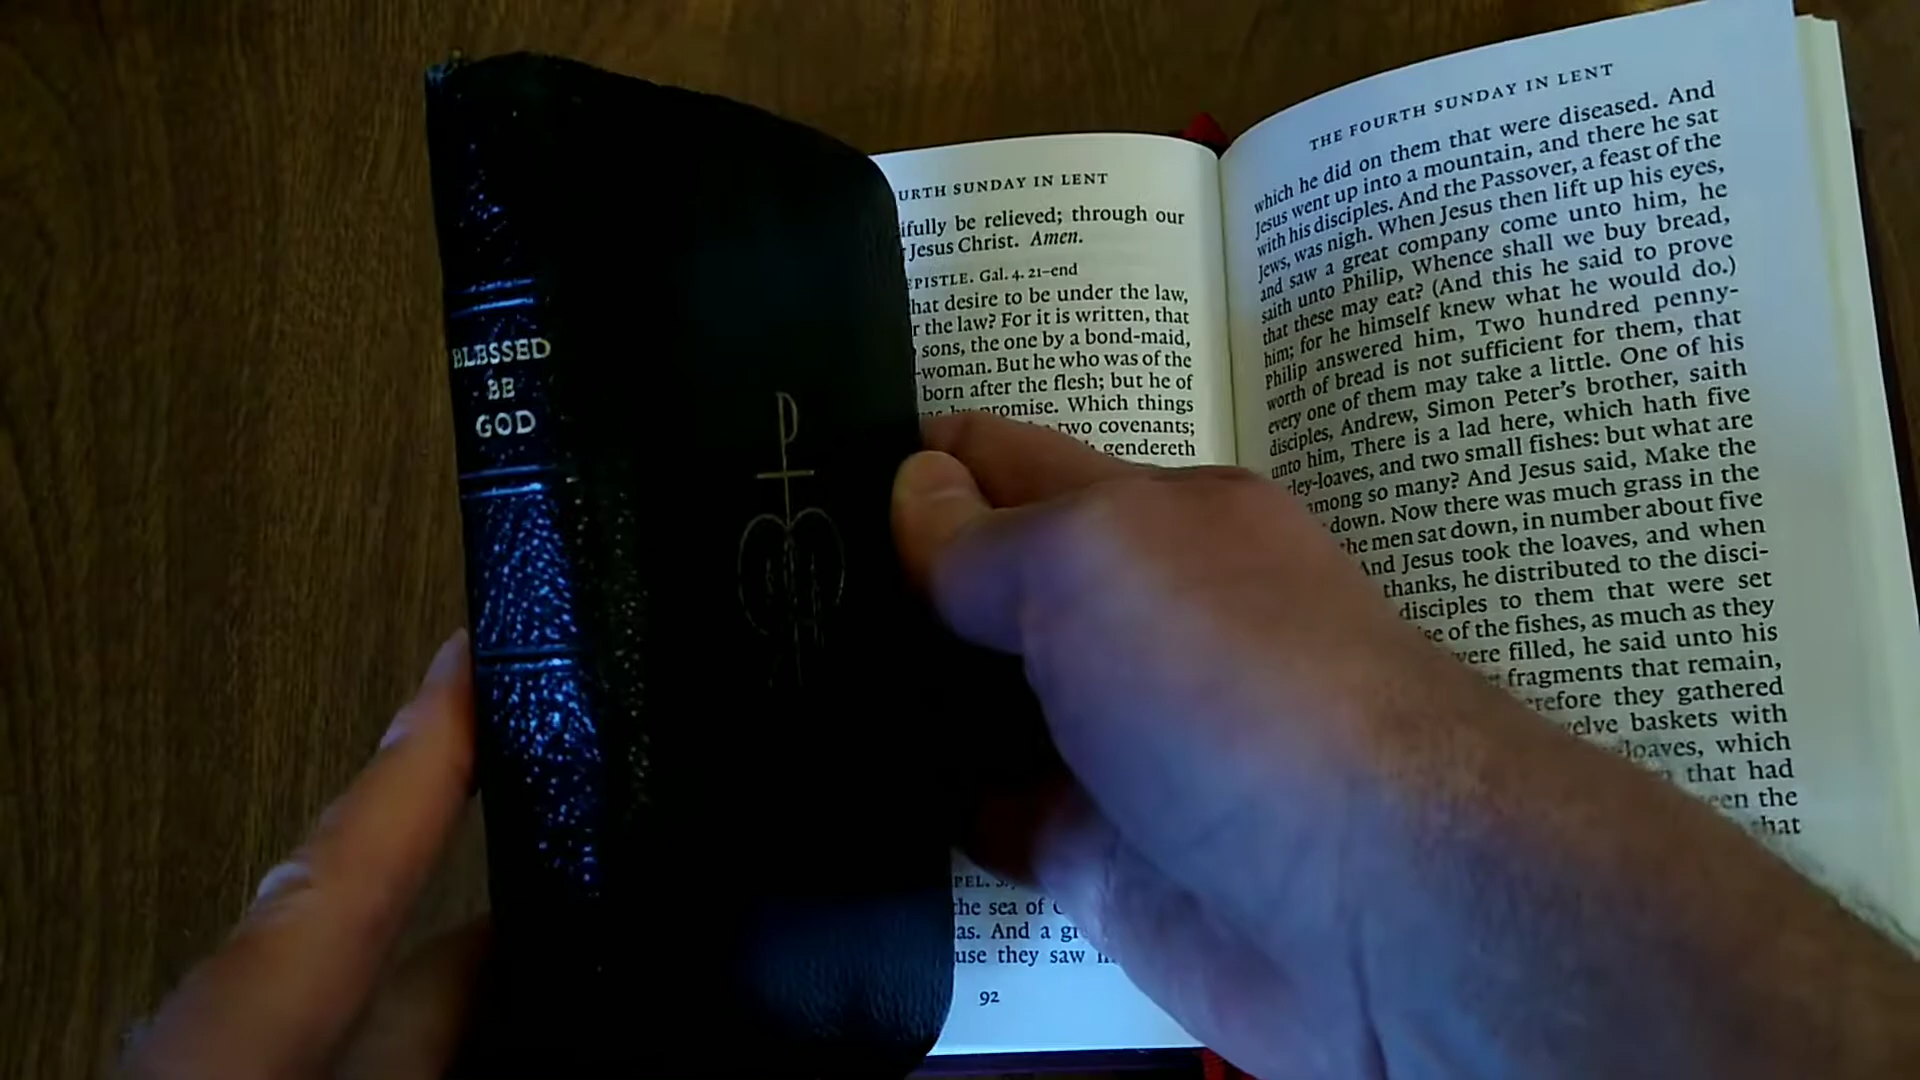 BLESSED
BE
GOD
URTH SUNDAY IN LENT
ifully be relieved; through our
Jesus Christ. Amen.
EPISTLE. Gal. 4. 21–end
hat desire to be under the law,
r the law? For it is written, that
sons, the one by a bond-maid,
-woman. But he who was of the
born after the flesh; but he of
promise. Which things
two covenants;
gendereth
PEL. S.
the sea of
as. And a
use they saw
92
THE FOURTH SUNDAY IN LENT
which he did on them that were diseased. And
Jesus went up into a mountain, and there he sat
with his disciples. And the Passover, a feast of the
Jews, was nigh. When Jesus then lift up his eyes,
and saw a great company come unto him, he
saith unto Philip, Whence shall we buy bread,
that these may eat? (And this he said to prove
him; for he himself knew what he would do.)
Philip answered him, Two hundred penny-
worth of bread is not sufficient for them, that
every one of them may take a little. One of his
disciples, Andrew, Simon Peter's brother, saith
unto him, There is a lad here, which hath five
ley-loaves, and two small fishes: but what are
among so many? And Jesus said, Make the
down. Now there was much grass in the
he men sat down, in number about five
And Jesus took the loaves, and when
thanks, he distributed to the disci-
disciples to them that were set
se of the fishes, as much as they
were filled, he said unto his
fragments that remain,
erefore they gathered
welve baskets with
loaves, which
that had
een the
that